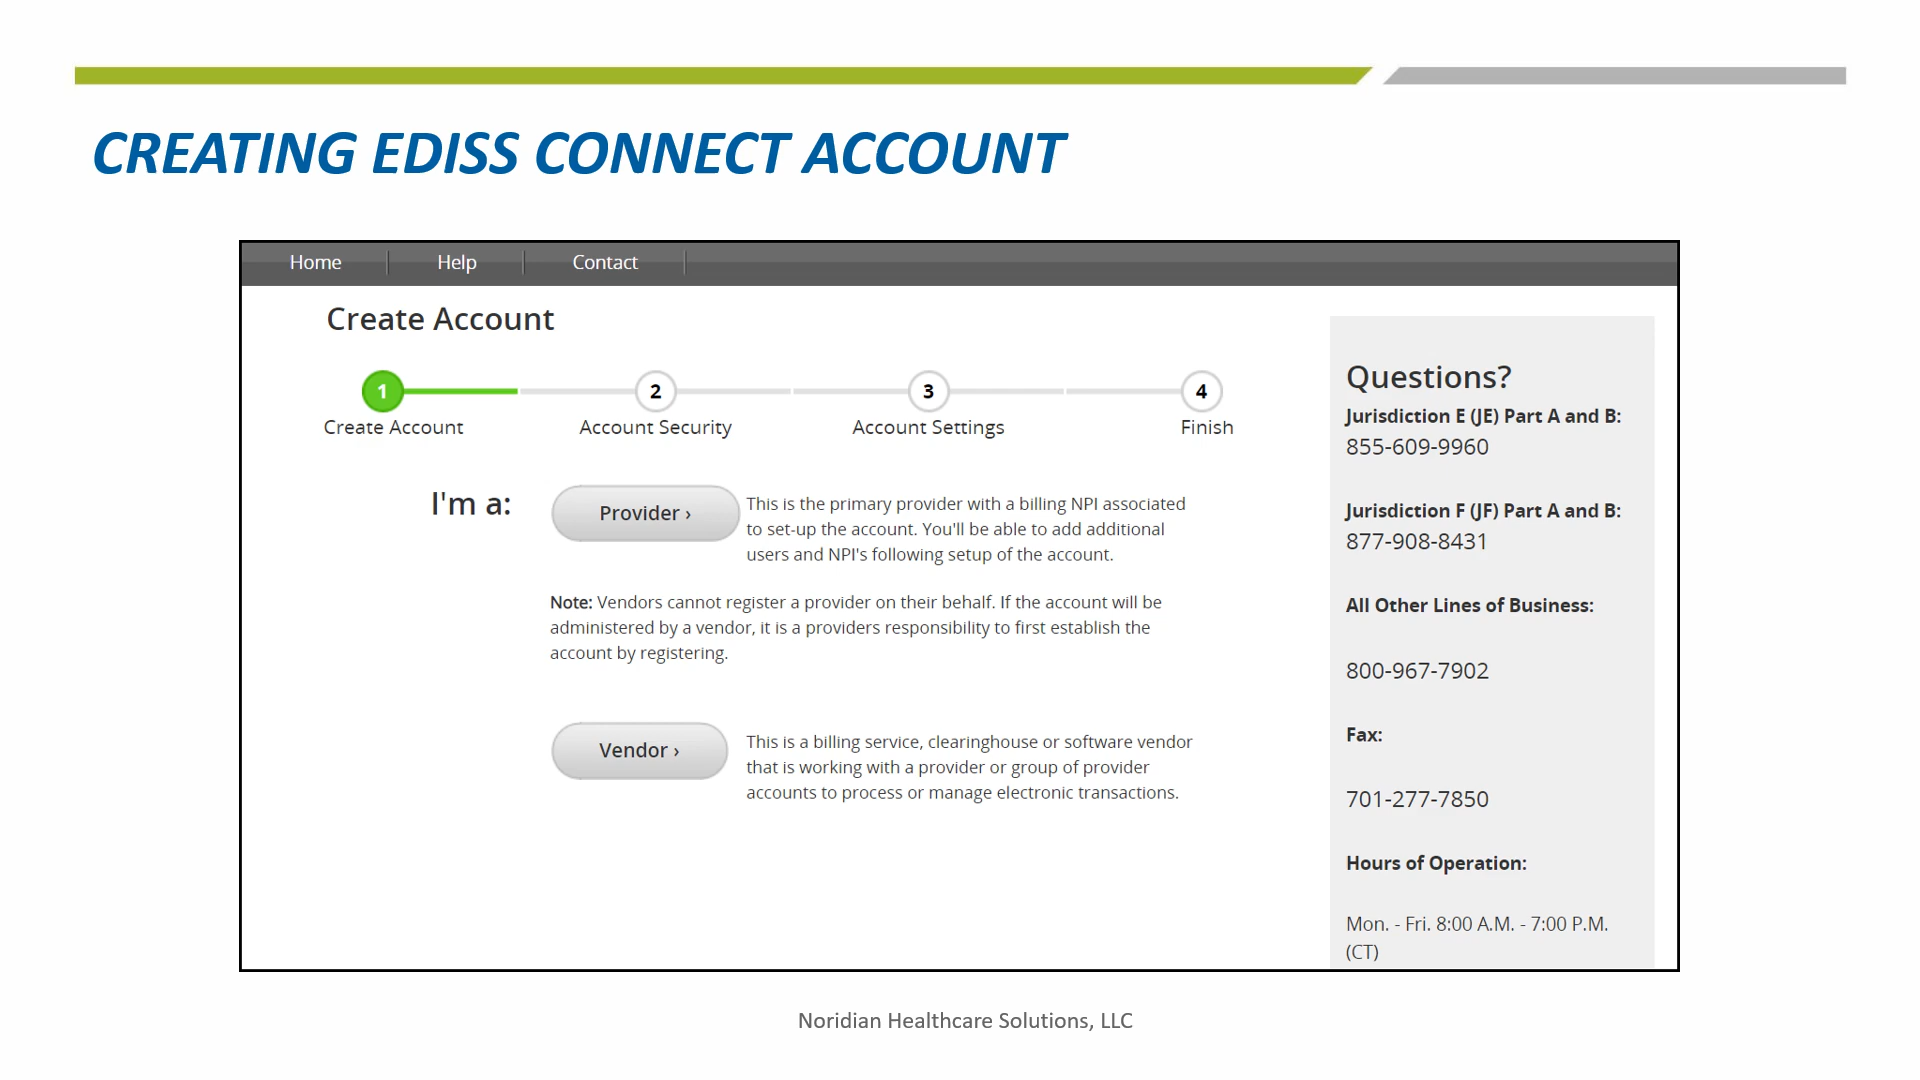 CREATING EDISS CONNECT ACCOUNT
Home
Help
Contact
Create Account
1
2
3
4
Create Account
Account Security
Account Settings
Finish
I'm a:
Provider ›
This is the primary provider with a billing NPI associated
to set-up the account. You'll be able to add additional
users and NPI's following setup of the account.
Note: Vendors cannot register a provider on their behalf. If the account will be
administered by a vendor, it is a providers responsibility to first establish the
account by registering.
Vendor ›
This is a billing service, clearinghouse or software vendor
that is working with a provider or group of provider
accounts to process or manage electronic transactions.
Questions?
Jurisdiction E (JE) Part A and B:
855-609-9960
Jurisdiction F (JF) Part A and B:
877-908-8431
All Other Lines of Business:
800-967-7902
Fax:
701-277-7850
Hours of Operation:
Mon. - Fri. 8:00 A.M. - 7:00 P.M.
(CT)
Noridian Healthcare Solutions, LLC